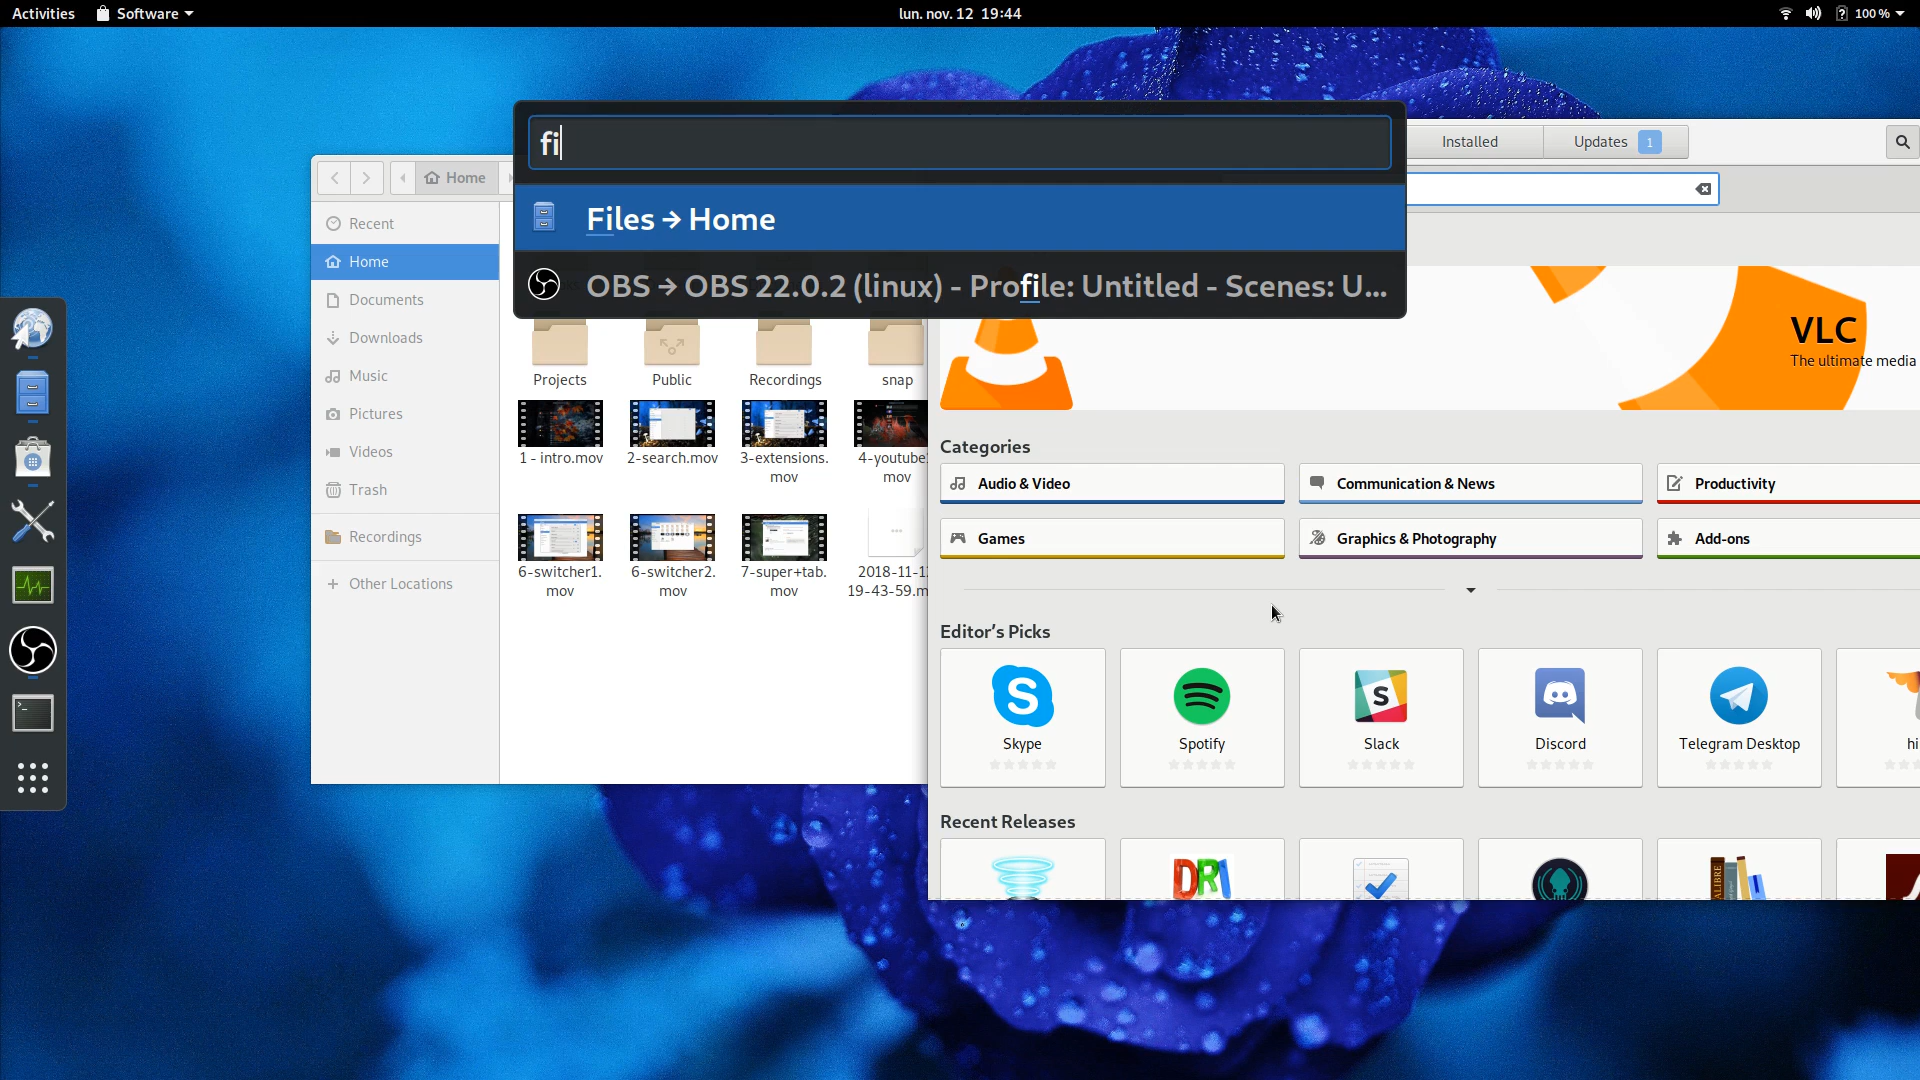 Activities
Software
lun. nov. 12 19:44
100 %
fi
Files → Home
OBS → OBS 22.0.2 (linux) - Profile: Untitled - Scenes: U...
Home
Recent
Home
Documents
Downloads
Music
Pictures
Videos
Trash
Recordings
Other Locations
Projects
Public
Recordings
snap
1 - intro.mov
2-search.mov
3-extensions.
mov
4-youtube
mov
6-switcher1.
mov
6-switcher2.
mov
7-super+tab.
mov
2018-11-1
19-43-59.m
Installed
Updates
1
VLC
The ultimate media
Categories
Audio & Video
Communication & News
Productivity
Games
Graphics & Photography
Add-ons
Editor's Picks
Skype
Spotify
Slack
Discord
Telegram Desktop
hi
Recent Releases